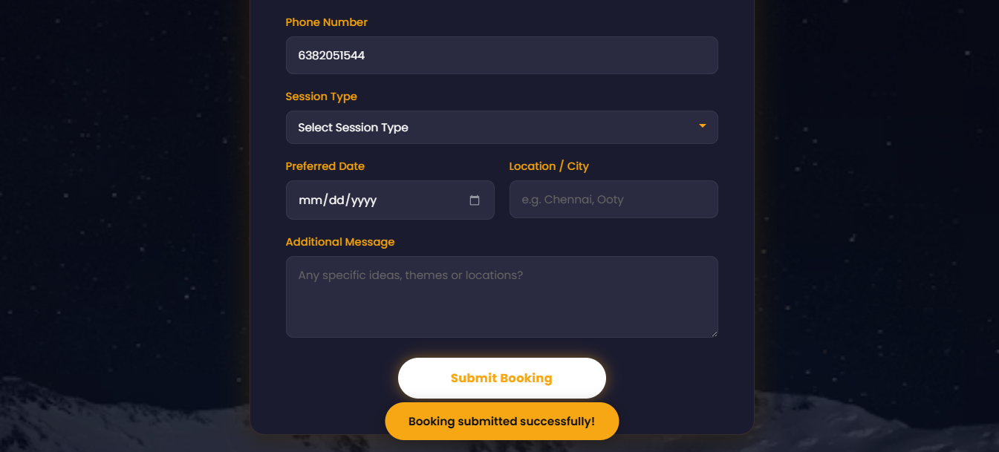 Phone Number
6382051544
Session Type
Select Session Type
Preferred Date
Location / City
mm/dd/yyyy
e.g. Chennai, Ooty
Additional Message
Any specific ideas, themes or locations?
Submit Booking
Booking submitted successfully!